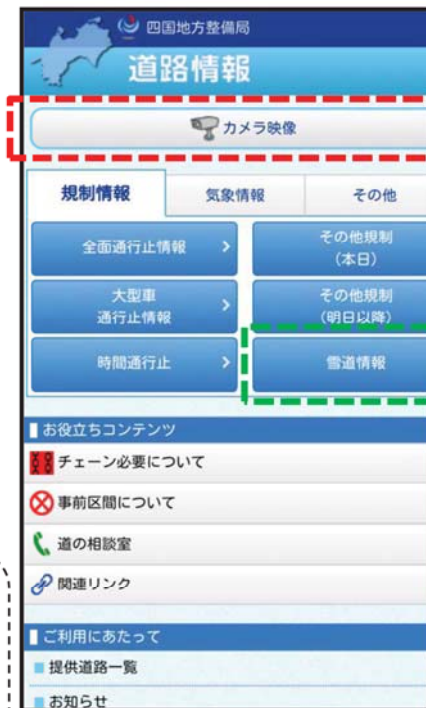 四国地方整備局
道路情報
カメラ映像
規制情報
気象情報
その他
全面通行止情報
その他規制
(本日)
大型車
通行止情報
その他規制
(明日以降)
時間通行止
雪道情報
お役立ちコンテンツ
チェーン必要について
事前区間について
道の相談室
関連リンク
ご利用にあたって
提供道路一覧
お知らせ